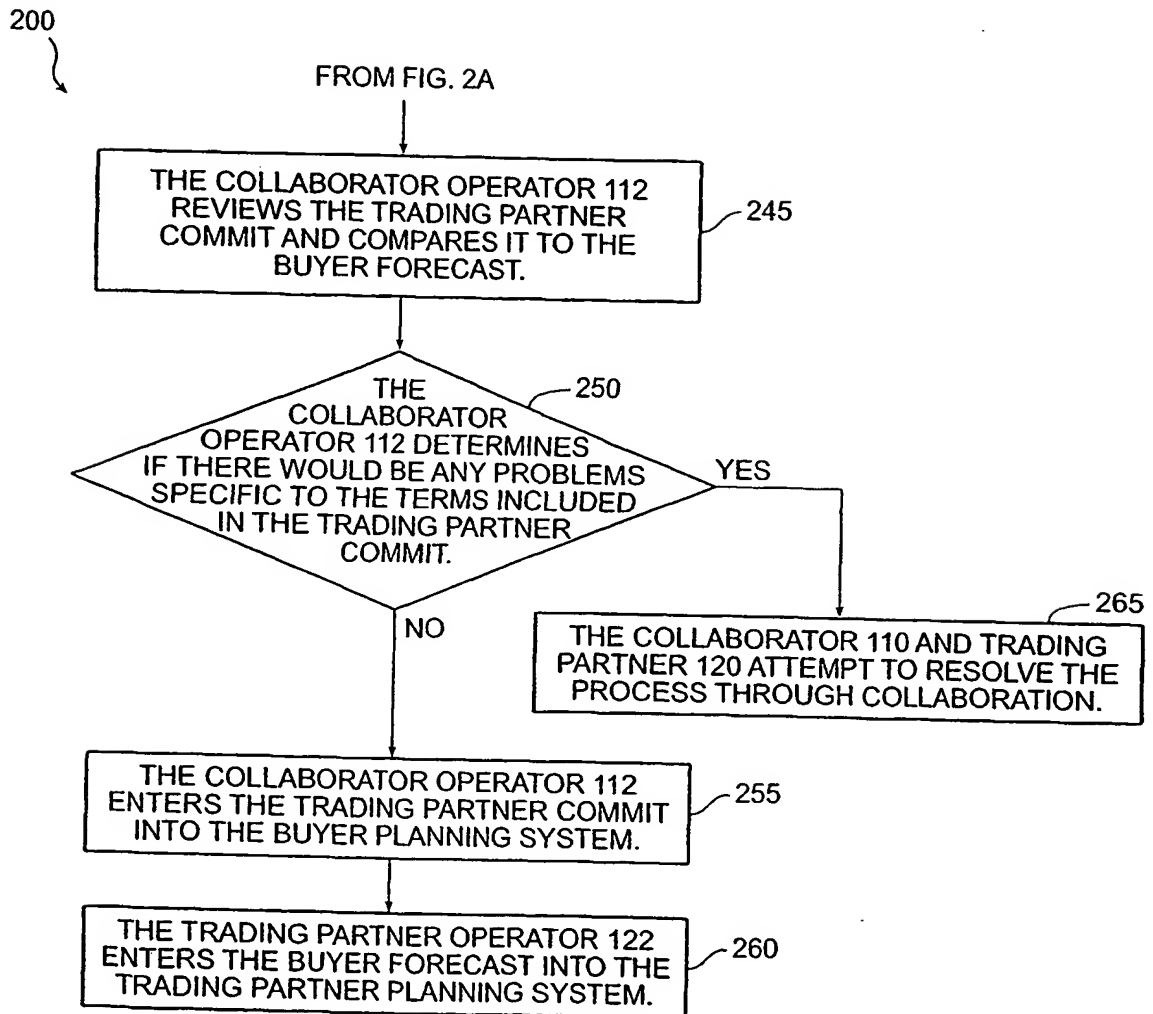 200
FROM FIG. 2A
THE COLLABORATOR OPERATOR 112
REVIEWS THE TRADING PARTNER
COMMIT AND COMPARES IT TO THE
BUYER FORECAST.
245
THE
COLLABORATOR
OPERATOR 112 DETERMINES
IF THERE WOULD BE ANY PROBLEMS
SPECIFIC TO THE TERMS INCLUDED
IN THE TRADING PARTNER
COMMIT.
250
YES
NO
THE COLLABORATOR 110 AND TRADING
PARTNER 120 ATTEMPT TO RESOLVE THE
PROCESS THROUGH COLLABORATION.
265
THE COLLABORATOR OPERATOR 112
ENTERS THE TRADING PARTNER COMMIT
INTO THE BUYER PLANNING SYSTEM.
255
THE TRADING PARTNER OPERATOR 122
ENTERS THE BUYER FORECAST INTO THE
TRADING PARTNER PLANNING SYSTEM.
260